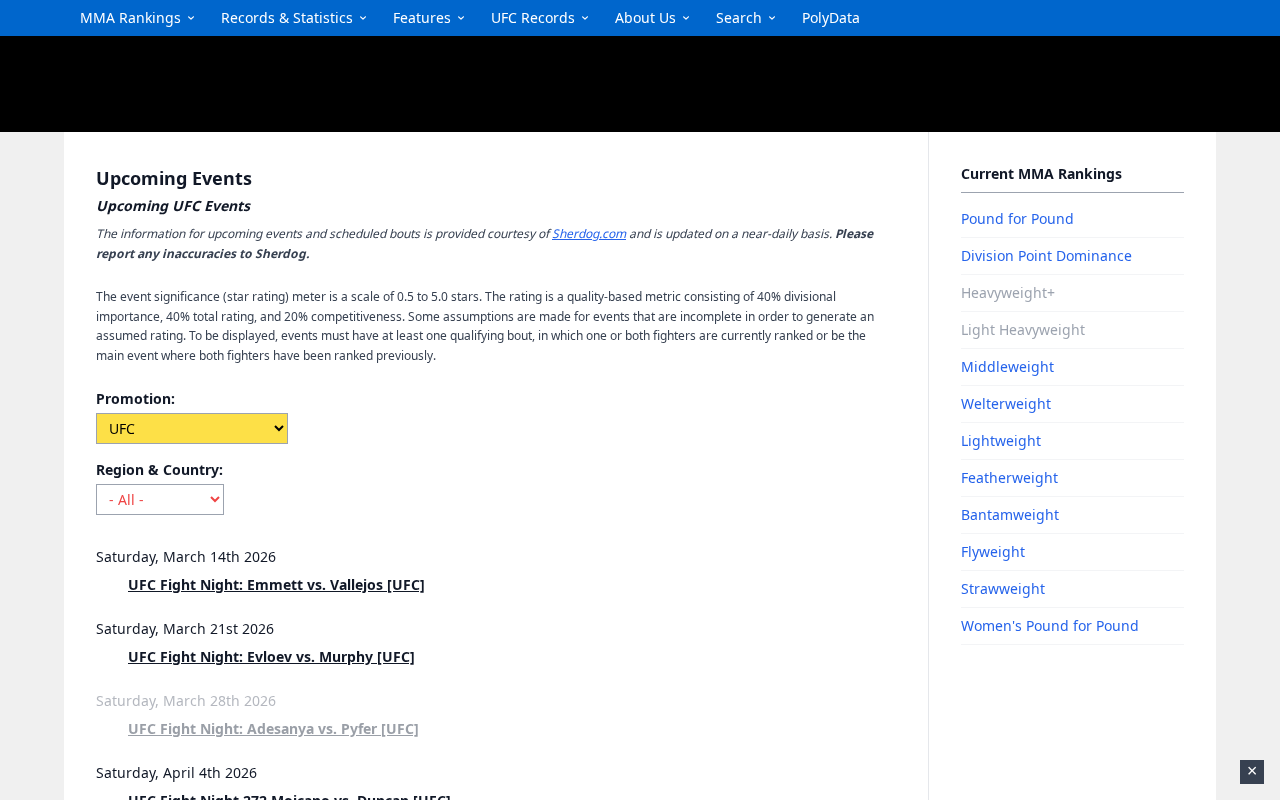 MMA Rankings Records & Statistics Features UFC Records About Us Search PolyData
Upcoming Events
Upcoming UFC Events
The information for upcoming events and scheduled bouts is provided courtesy of Sherdog.com and is updated on a near-daily basis. Please
report any inaccuracies to Sherdog.
The event significance (star rating) meter is a scale of 0.5 to 5.0 stars. The rating is a quality-based metric consisting of 40% divisional
importance, 40% total rating, and 20% competitiveness. Some assumptions are made for events that are incomplete in order to generate an
assumed rating. To be displayed, events must have at least one qualifying bout, in which one or both fighters are currently ranked or be the
main event where both fighters have been ranked previously.
Promotion:
UFC
Region & Country:
- All -
Saturday, March 14th 2026
UFC Fight Night: Emmett vs. Vallejos [UFC]
Saturday, March 21st 2026
UFC Fight Night: Evloev vs. Murphy [UFC]
Saturday, March 28th 2026
UFC Fight Night: Adesanya vs. Pyfer [UFC]
Saturday, April 4th 2026
UFC Fight Night 272 Moicano vs. Duncan [UFC]
Current MMA Rankings
Pound for Pound
Division Point Dominance
Heavyweight+
Light Heavyweight
Middleweight
Welterweight
Lightweight
Featherweight
Bantamweight
Flyweight
Strawweight
Women's Pound for Pound